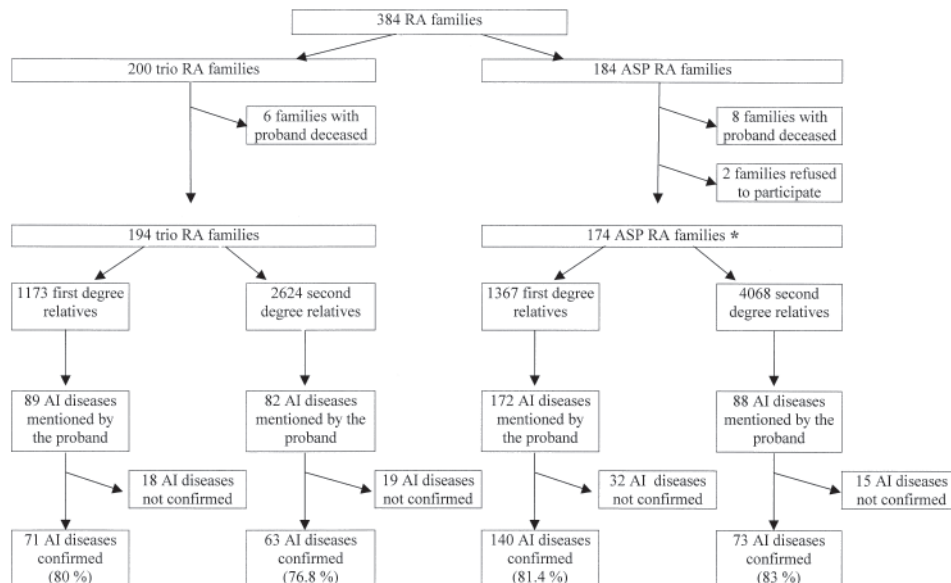 384 RA families
200 trio RA families
184 ASP RA families
6 families with
proband deceased
8 families with
proband deceased
2 families refused
to participate
194 trio RA families
174 ASP RA families *
1173 first degree
relatives
2624 second
degree relatives
1367 first degree
relatives
4068 second
degree relatives
89 AI diseases
mentioned by
the proband
82 AI diseases
mentioned by the
proband
172 AI diseases
mentioned by
the proband
88 AI diseases
mentioned by the
proband
18 AI diseases
not confirmed
19 AI diseases
not confirmed
32 AI diseases
not confirmed
15 AI diseases
not confirmed
71 AI diseases
confirmed
(80 %)
63 AI diseases
confirmed
(76.8 %)
140 AI diseases
confirmed
(81.4 %)
73 AI diseases
confirmed
(83 %)